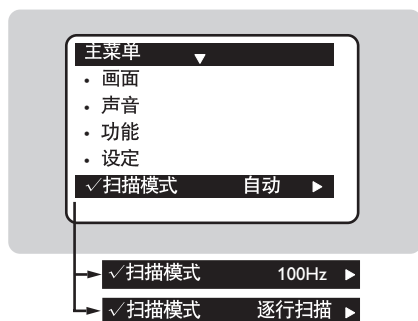 主菜单
• 画面
• 声音
• 功能
• 设定
√扫描模式 自动 ▶
√扫描模式 100Hz ▶
√扫描模式 逐行扫描 ▶